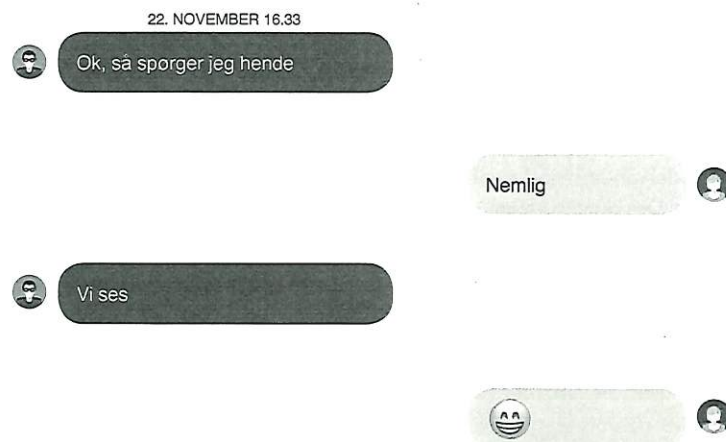 22. NOVEMBER 16.33
Ok, så spørger jeg hende
Nemlig
Vi ses
😁